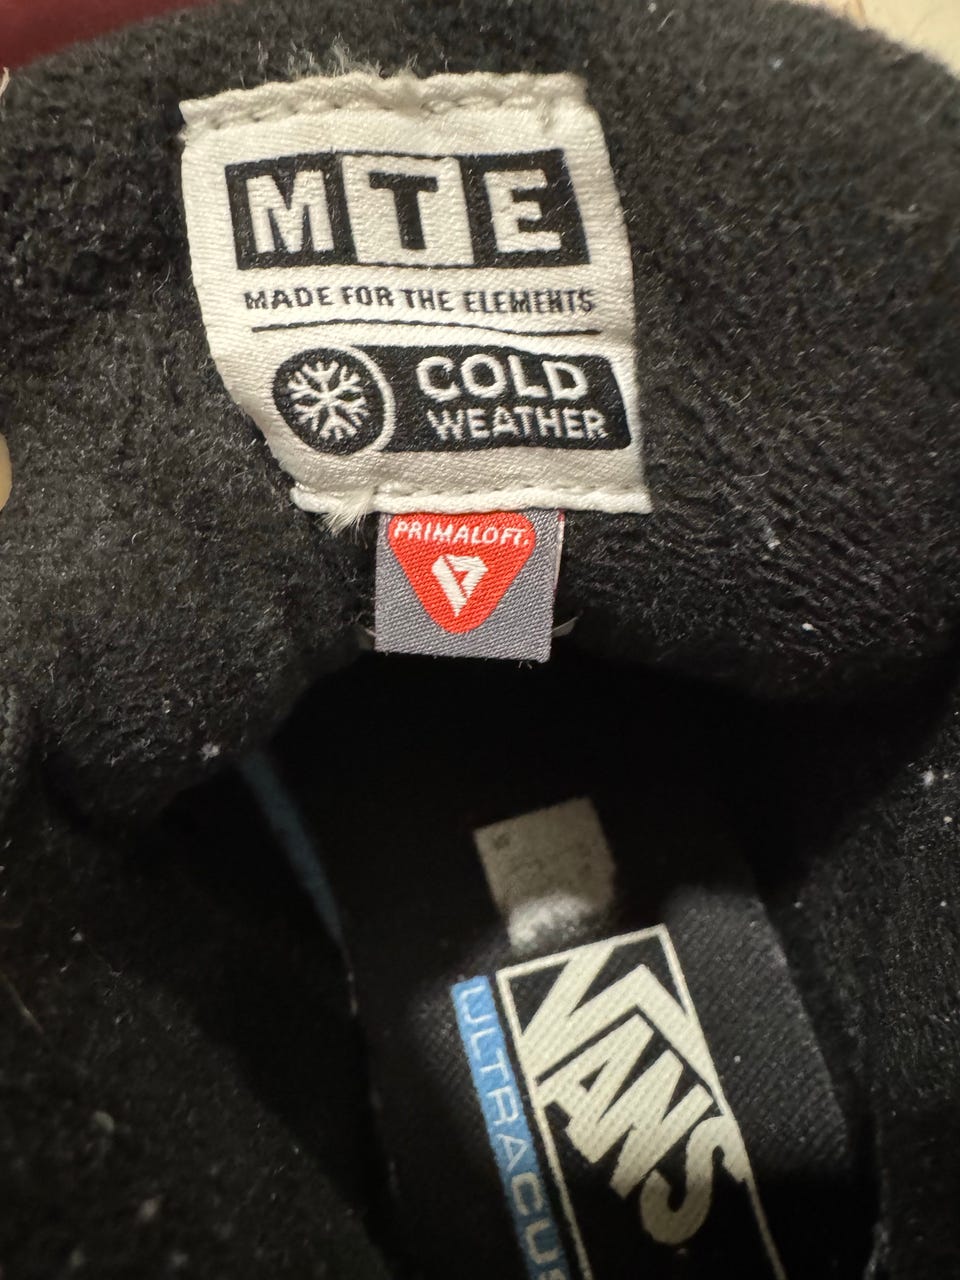 MTE
MADE FOR THE ELEMENTS
COLD
WEATHER
PRIMALOFT.
VANS